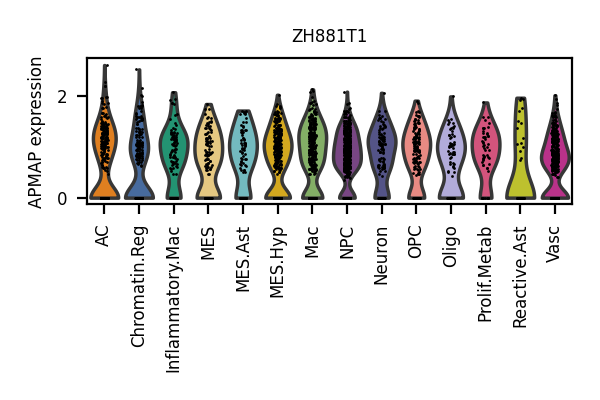 ZH881T1
APMAP expression
2
0
AC
Chromatin.Reg
Inflammatory.Mac
MES
MES.Ast
MES.Hyp
Mac
NPC
Neuron
OPC
Oligo
Prolif.Metab
Reactive.Ast
Vasc